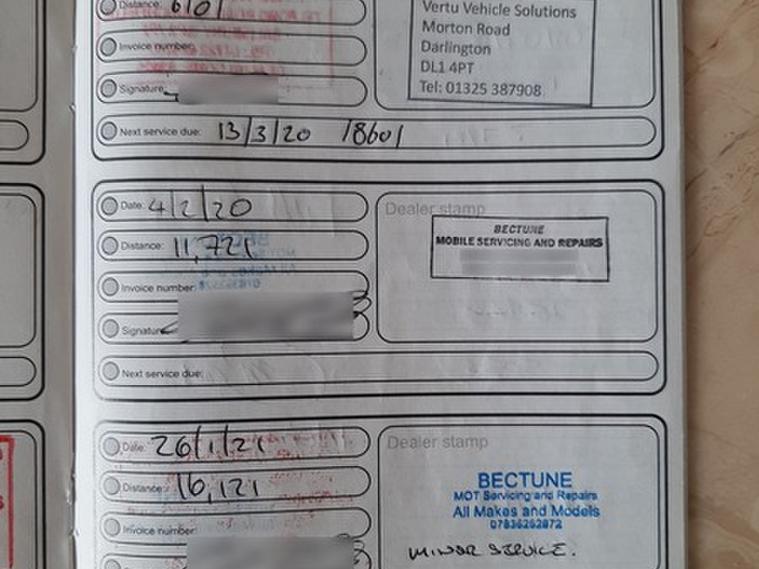 Distance: 6101
Invoice number:
Signature:
Vertu Vehicle Solutions
Morton Road
Darlington
DL1 4PT
Tel: 01325 387908
Next service due: 13/3/20 18601
Date: 4/2/20
Distance: 11,721
Invoice number:
Signature
Next service due:
Dealer stamp
BECTUNE
MOBILE SERVICING AND REPAIRS
Date: 26/1/21
Distance: 16,121
Invoice number:
Dealer stamp
BECTUNE
MOT Servicing and Repairs
All Makes and Models
07836262872
MINOR SERVICE.